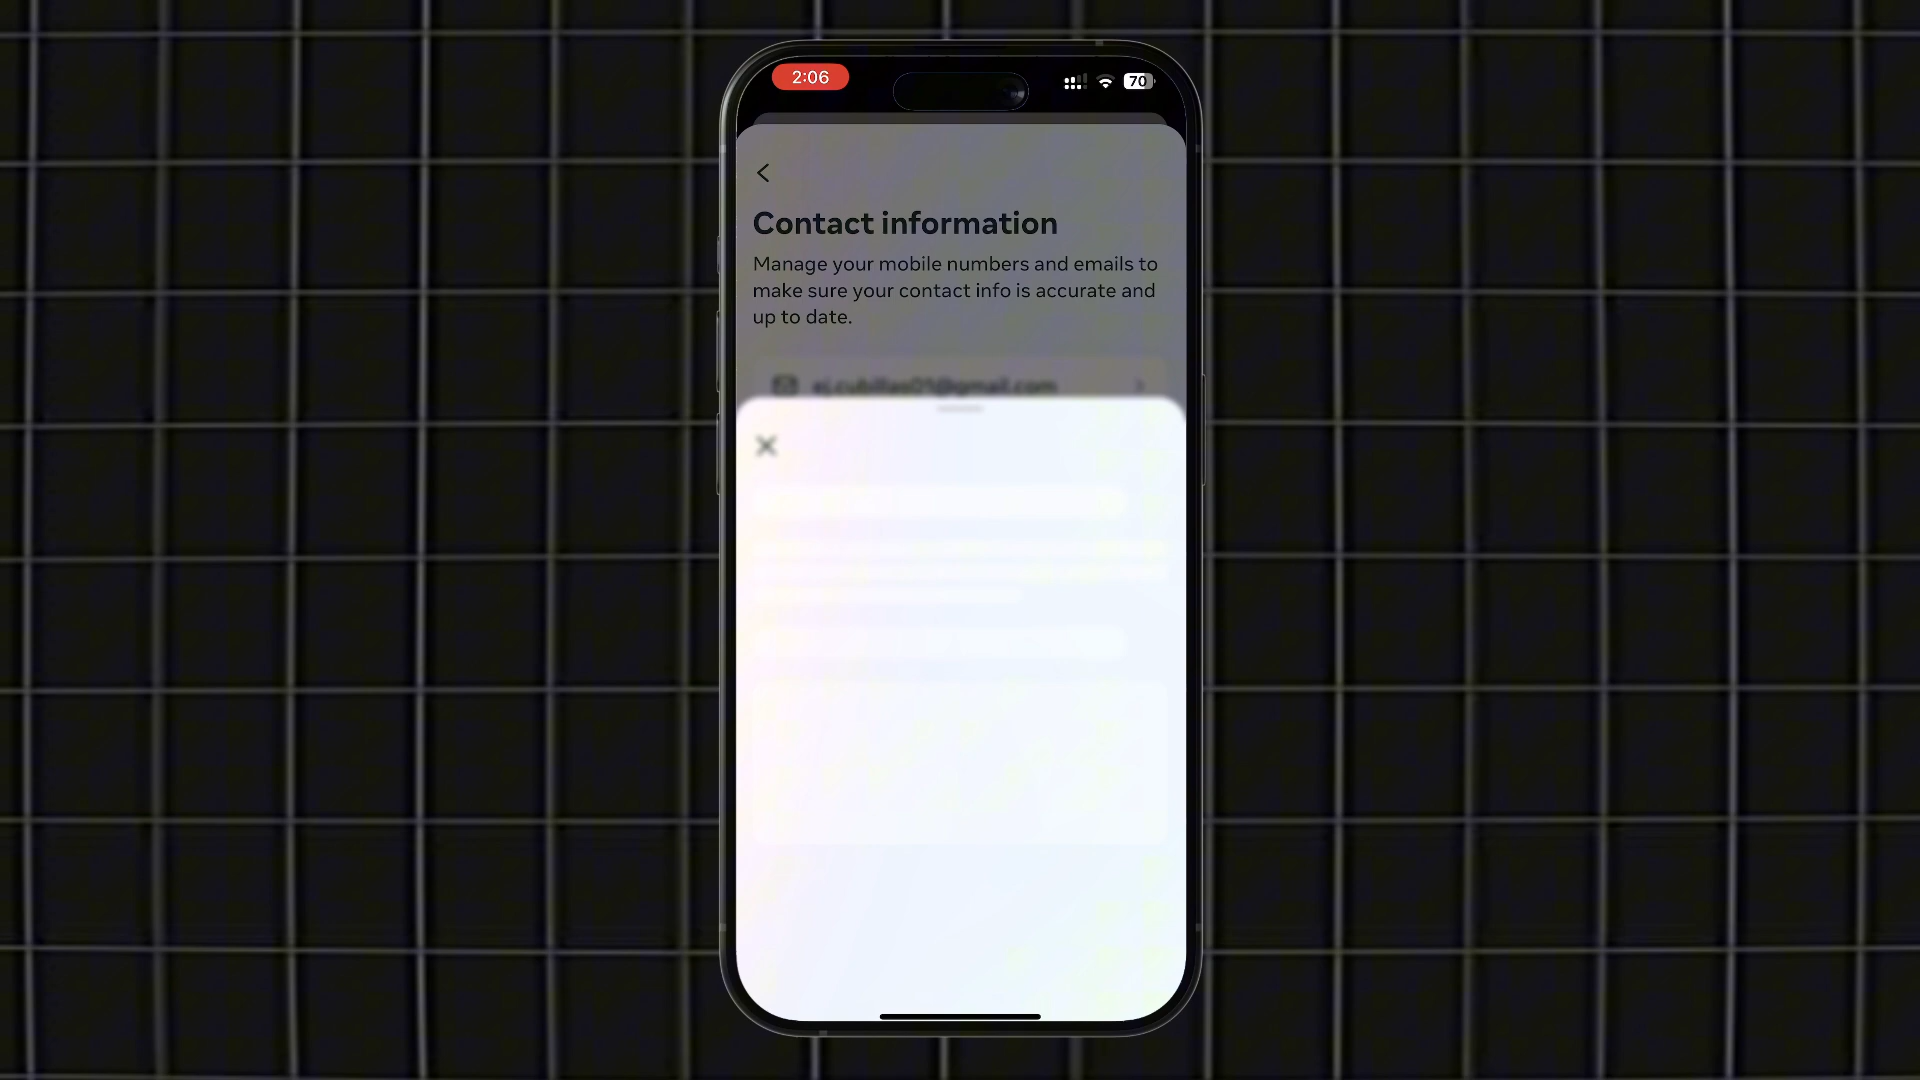 2:06
70
Contact information
Manage your mobile numbers and emails to
make sure your contact info is accurate and
up to date.